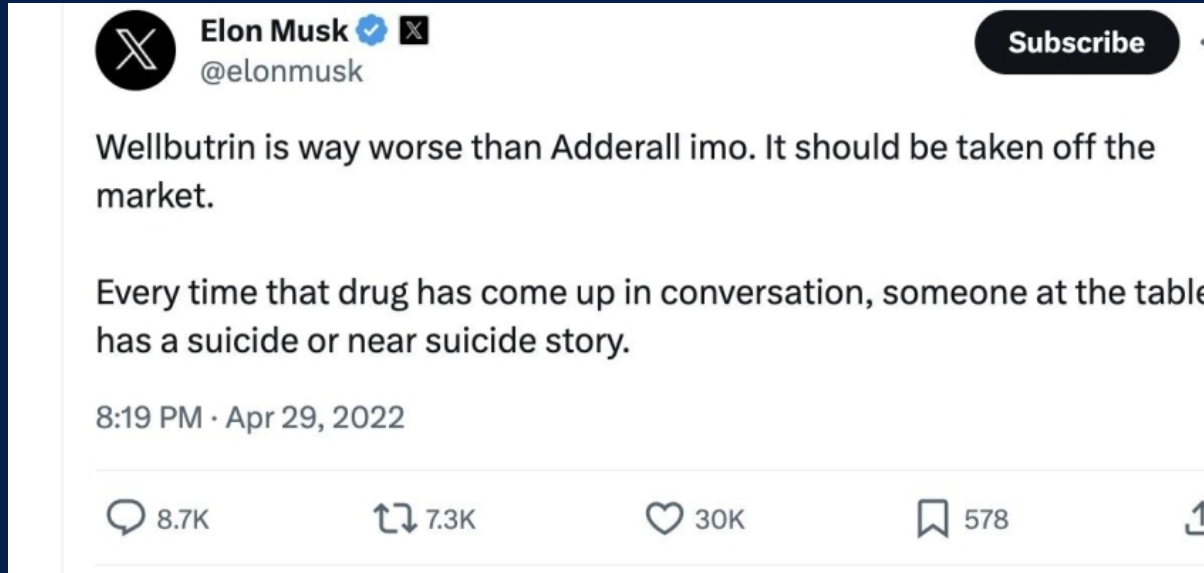 Elon Musk
@elonmusk
Subscribe
Wellbutrin is way worse than Adderall imo. It should be taken off the
market.
Every time that drug has come up in conversation, someone at the table
has a suicide or near suicide story.
8:19 PM · Apr 29, 2022
8.7K 7.3K 30K 578